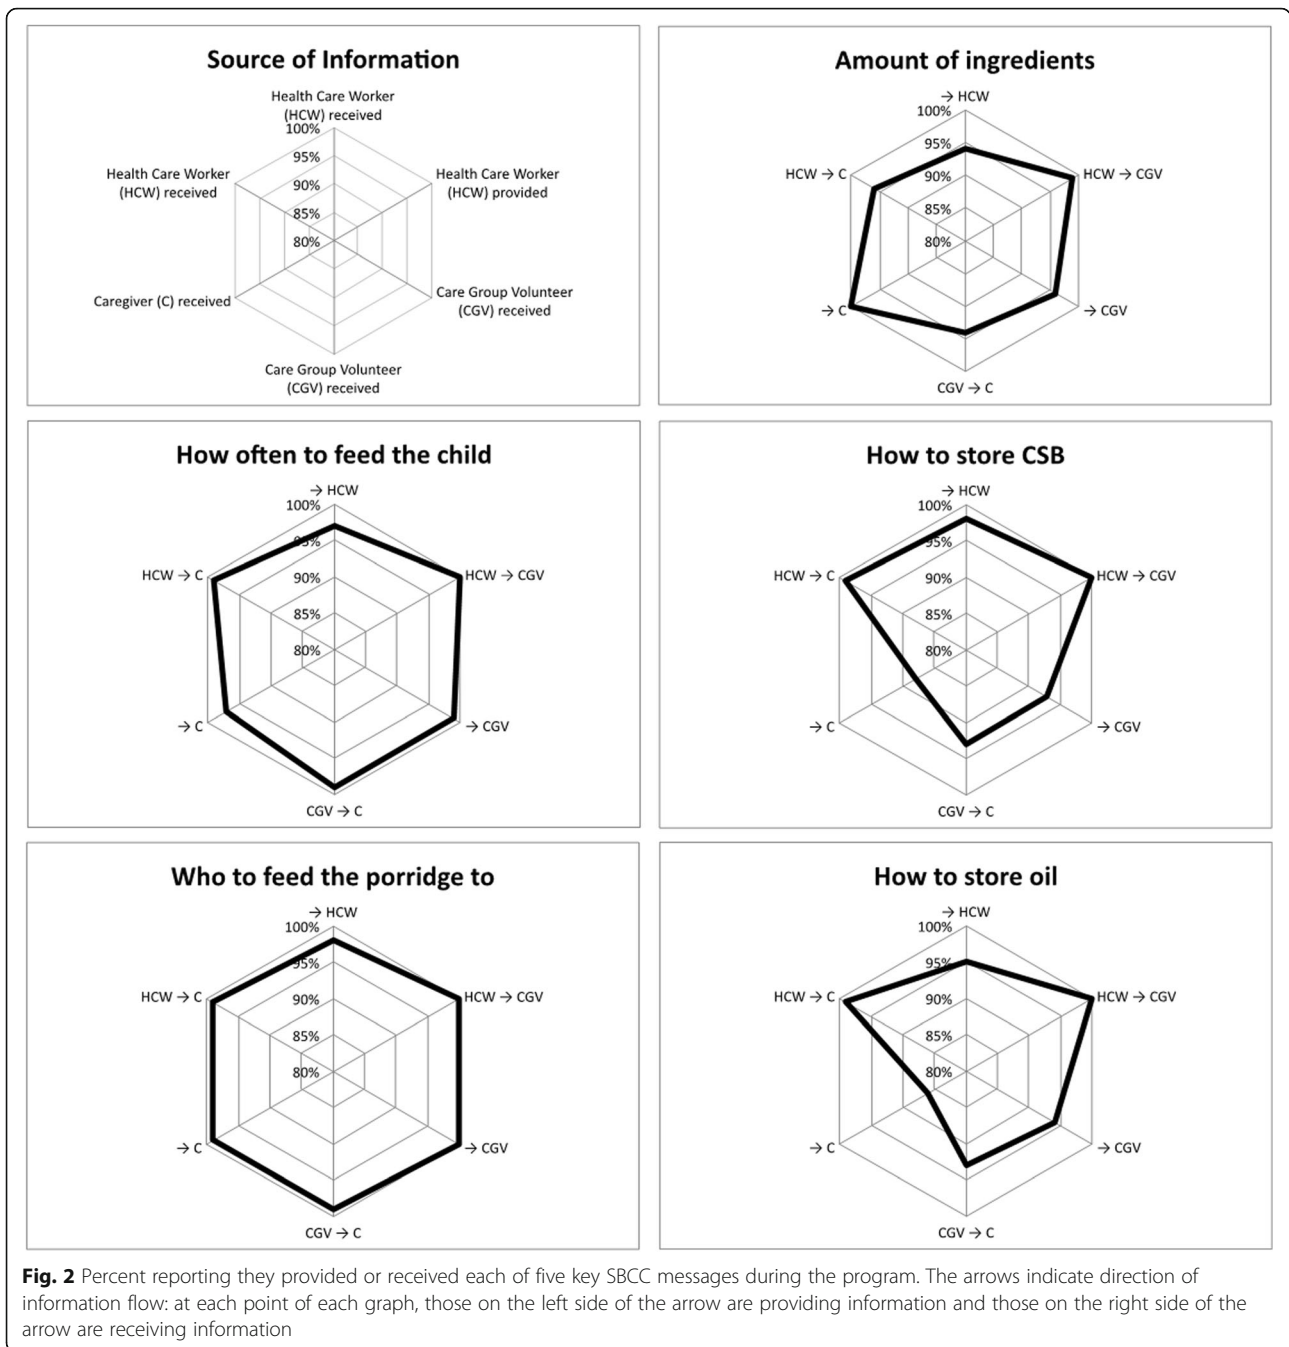 Source of Information
Health Care Worker
(HCW) received
100%
95%
90%
85%
80%
Health Care Worker
(HCW) received
Health Care Worker
(HCW) provided
Caregiver (C) received
Care Group Volunteer
(CGV) received
Care Group Volunteer
(CGV) received
Amount of ingredients
→ HCW
100%
95%
90%
85%
80%
HCW → C
HCW → CGV
→ C
→ CGV
CGV → C
How often to feed the child
→ HCW
100%
95%
90%
85%
80%
HCW → C
HCW → CGV
→ C
→ CGV
CGV → C
How to store CSB
→ HCW
100%
95%
90%
85%
80%
HCW → C
HCW → CGV
→ C
→ CGV
CGV → C
Who to feed the porridge to
→ HCW
100%
95%
90%
85%
80%
HCW → C
HCW → CGV
→ C
→ CGV
CGV → C
How to store oil
→ HCW
100%
95%
90%
85%
80%
HCW → C
HCW → CGV
→ C
→ CGV
CGV → C
Fig. 2 Percent reporting they provided or received each of five key SBCC messages during the program. The arrows indicate direction of
information flow: at each point of each graph, those on the left side of the arrow are providing information and those on the right side of the
arrow are receiving information